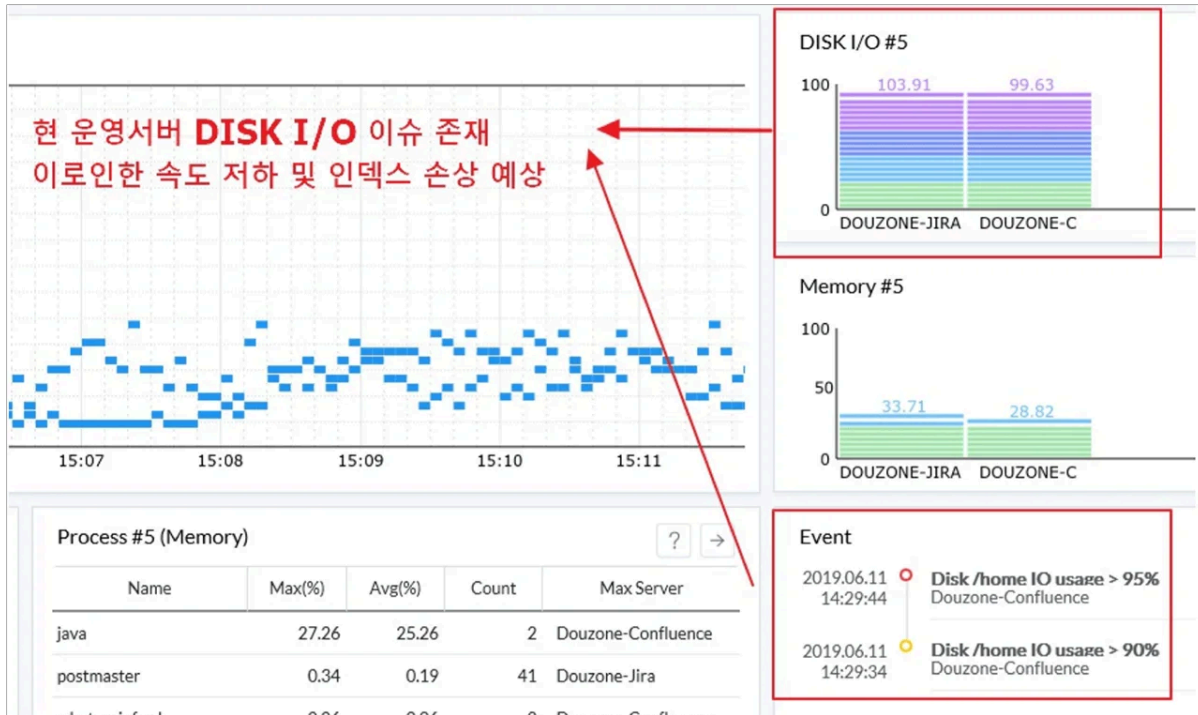 현 운영서버 DISK I/O 이슈 존재
이로인한 속도 저하 및 인덱스 손상 예상
15:07 15:08 15:09 15:10 15:11
DISK I/O #5
100
103.91 99.63
0
DOUZONE-JIRA DOUZONE-C
Memory #5
100
50
33.71 28.82
0
DOUZONE-JIRA DOUZONE-C
Process #5 (Memory)
?
Name Max(%) Avg(%) Count Max Server
java 27.26 25.26 2 Douzone-Confluence
postmaster 0.34 0.19 41 Douzone-Jira
Event
2019.06.11 Disk /home IO usage > 95%
14:29:44 Douzone-Confluence
2019.06.11 Disk /home IO usage > 90%
14:29:34 Douzone-Confluence